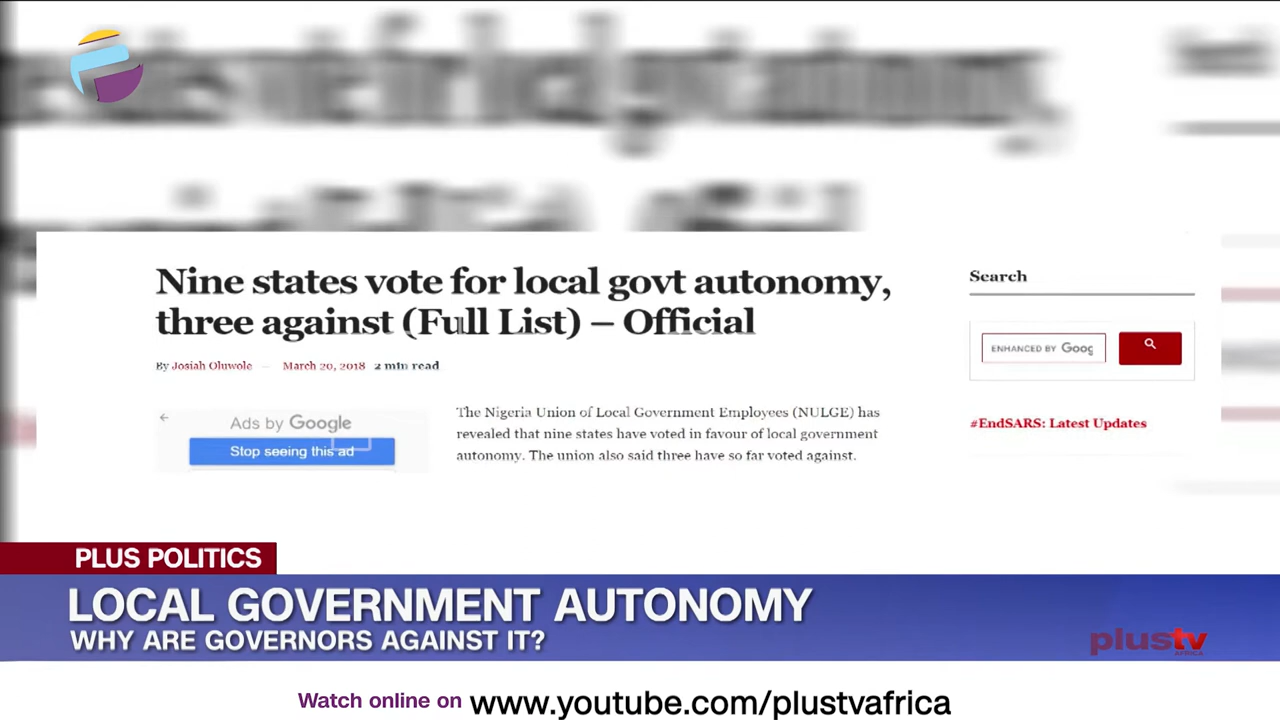 Nine states vote for local govt autonomy,
three against (Full List) – Official
By Josiah Oluwole — March 20, 2018 2 min read
Search
ENHANCED BY Goog
#EndSARS: Latest Updates
Ads by Google
Stop seeing this ad
The Nigeria Union of Local Government Employees (NULGE) has
revealed that nine states have voted in favour of local government
autonomy. The union also said three have so far voted against.
PLUS POLITICS
LOCAL GOVERNMENT AUTONOMY
WHY ARE GOVERNORS AGAINST IT?
plustv
AFRICA
Watch online on www.youtube.com/plustvafrica